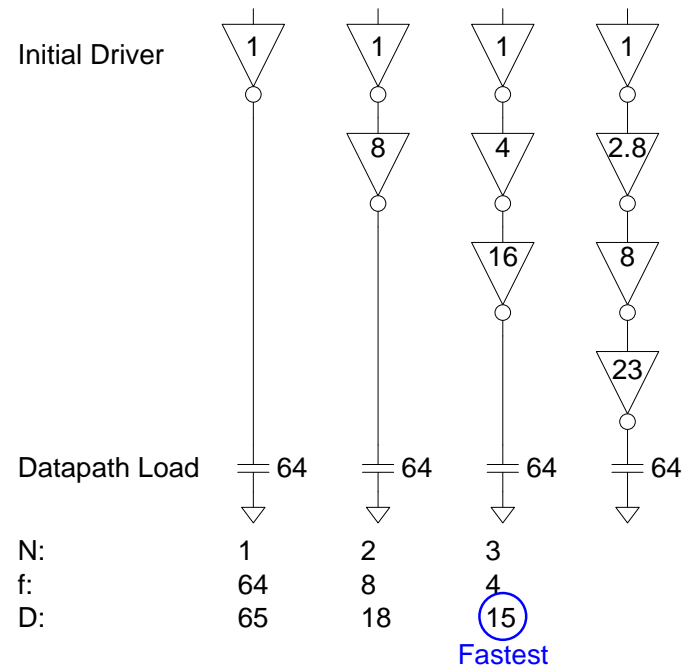 Initial Driver 1 1 1 1
8 4 2.8
16 8
23
Datapath Load 64 64 64 64
N: 1 2 3
f: 64 8 4
D: 65 18 15
Fastest